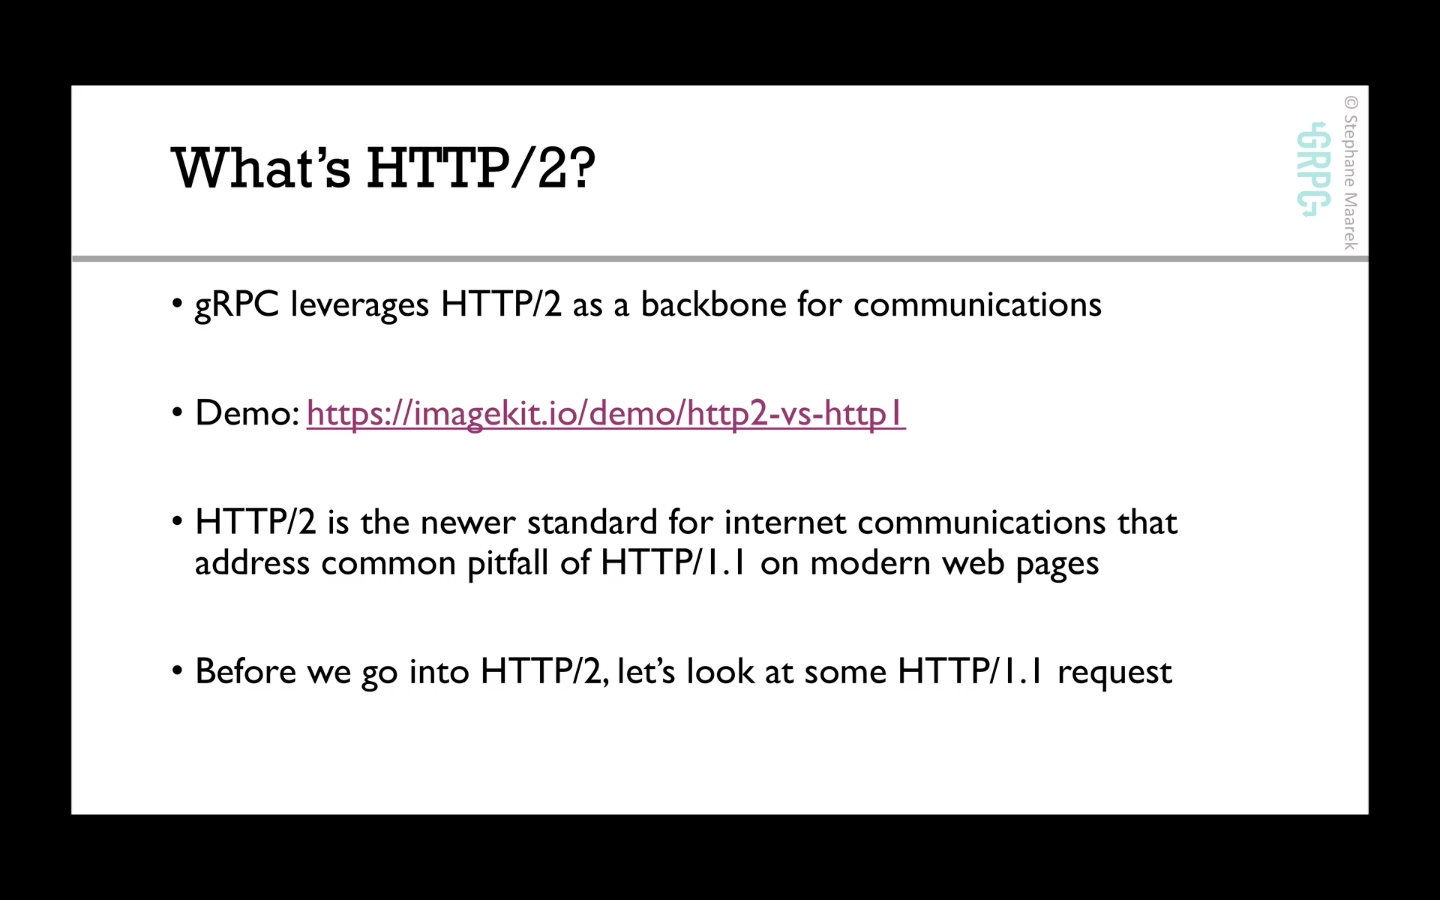 What's HTTP/2?
© Stephane Maarek
GRPC
• gRPC leverages HTTP/2 as a backbone for communications
• Demo: https://imagekit.io/demo/http2-vs-http1
• HTTP/2 is the newer standard for internet communications that
address common pitfall of HTTP/1.1 on modern web pages
• Before we go into HTTP/2, let's look at some HTTP/1.1 request